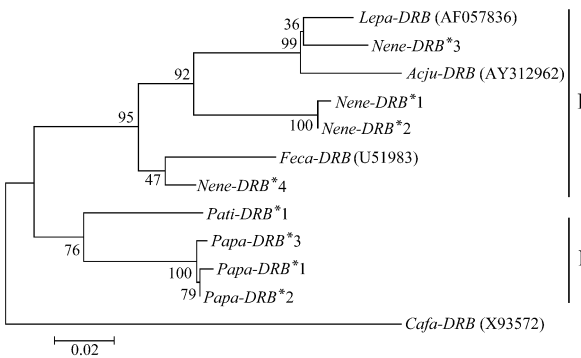 36
Lepa-DRB (AF057836)
99
Nene-DRB*3
92
Acju-DRB (AY312962)
95
Nene-DRB*1
100
Nene-DRB*2
Feca-DRB (U51983)
47
Nene-DRB*4
Pati-DRB*1
76
Papa-DRB*3
100
Papa-DRB*1
79
Papa-DRB*2
Cafa-DRB (X93572)
0.02